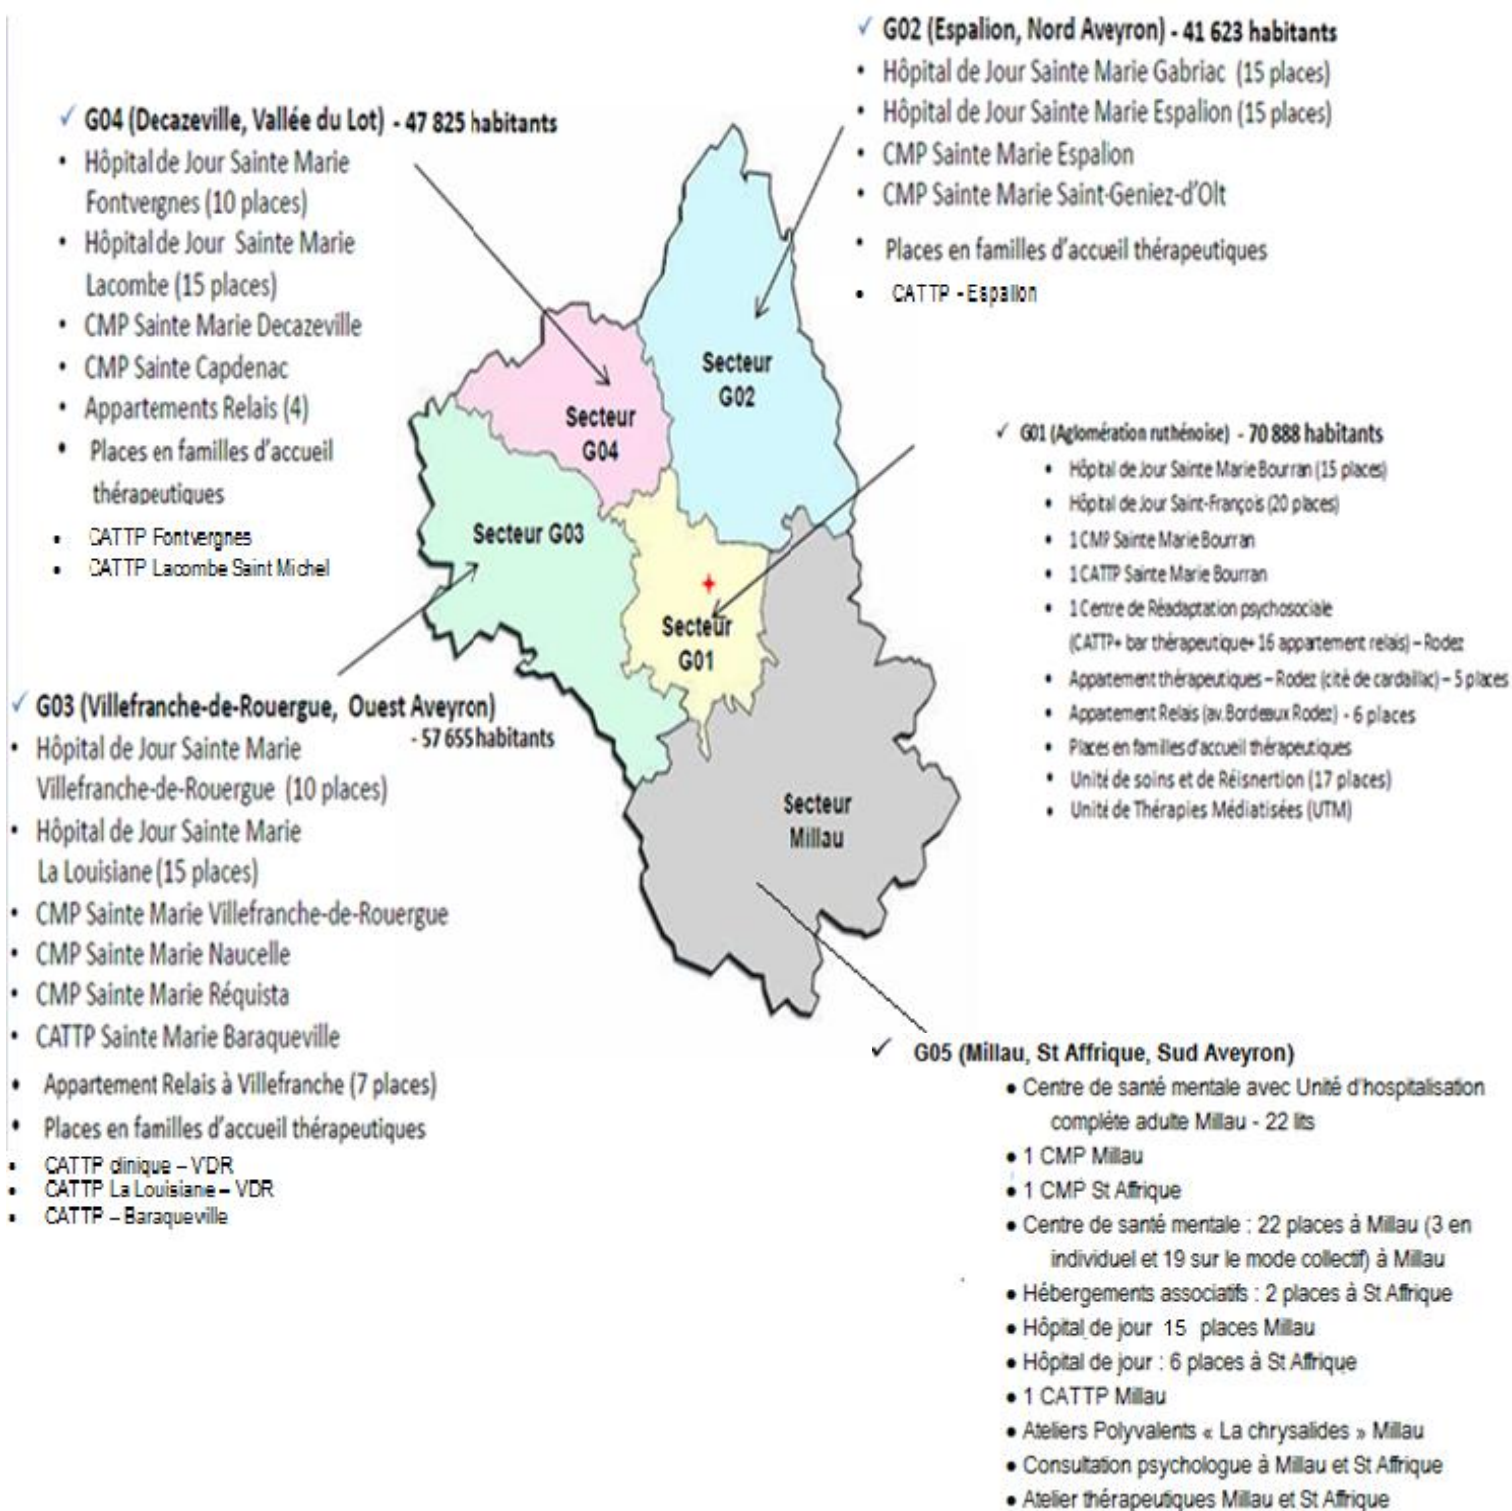 ✓ G02 (Espalion, Nord Aveyron) - 41 623 habitants
• Hôpital de Jour Sainte Marie Gabriac (15 places)
• Hôpital de Jour Sainte Marie Espalion (15 places)
• CMP Sainte Marie Espalion
• CMP Sainte Marie Saint-Geniez-d'Olt
• Places en familles d'accueil thérapeutiques
• CATTP - Espalion
✓ G04 (Decazeville, Vallée du Lot) - 47 825 habitants
• Hôpital de Jour Sainte Marie
Fontvergnes (10 places)
• Hôpital de Jour Sainte Marie
Lacombe (15 places)
• CMP Sainte Marie Decazeville
• CMP Sainte Capdenac
• Appartements Relais (4)
• Places en familles d'accueil
thérapeutiques
• CATTP Fontvergnes
• CATTP Lacombe Saint Michel
Secteur
G02
Secteur
G04
Secteur G03
Secteur
G01
Secteur
Millau
✓ G01 (Aglomération ruthénoise) - 70 888 habitants
• Hôpital de Jour Sainte Marie Bourran (15 places)
• Hôpital de Jour Saint-François (20 places)
• 1 CMP Sainte Marie Bourran
• 1 CATTP Sainte Marie Bourran
• 1 Centre de Réadaptation psychosociale
(CATTP+ bar thérapeutique+ 16 appartement relais) – Rodez
• Appartement thérapeutiques – Rodez (cité de cardaillac) – 5 places
• Appartement Relais (av.Bordeaux Rodez) - 6 places
• Places en familles d'accueil thérapeutiques
• Unité de soins et de Réisnertion (17 places)
• Unité de Thérapies Médiatisées (UTM)
✓ G03 (Villefranche-de-Rouergue, Ouest Aveyron)
- 57 655 habitants
• Hôpital de Jour Sainte Marie
Villefranche-de-Rouergue (10 places)
• Hôpital de Jour Sainte Marie
La Louisiane (15 places)
• CMP Sainte Marie Villefranche-de-Rouergue
• CMP Sainte Marie Naucelle
• CMP Sainte Marie Réquista
• CATTP Sainte Marie Baraqueville
• Appartement Relais à Villefranche (7 places)
• Places en familles d'accueil thérapeutiques
• CATTP clinique – VDR
• CATTP La Louisiane – VDR
• CATTP – Baraqueville
✓ G05 (Millau, St Affrique, Sud Aveyron)
• Centre de santé mentale avec Unité d'hospitalisation
complète adulte Millau - 22 lits
• 1 CMP Millau
• 1 CMP St Affrique
• Centre de santé mentale : 22 places à Millau (3 en
individuel et 19 sur le mode collectif) à Millau
• Hébergements associatifs : 2 places à St Affrique
• Hôpital de jour 15 places Millau
• Hôpital de jour : 6 places à St Affrique
• 1 CATTP Millau
• Ateliers Polyvalents « La chrysalides » Millau
• Consultation psychologue à Millau et St Affrique
• Atelier thérapeutiques Millau et St Affrique